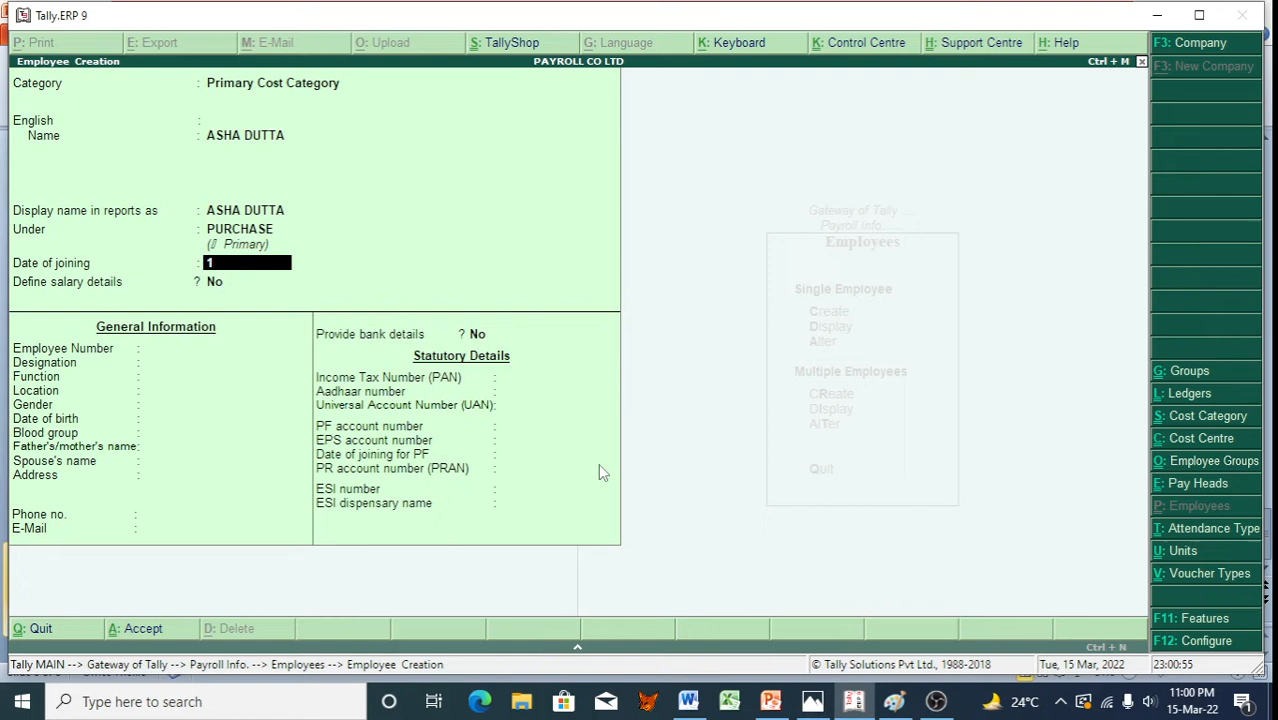 Tally.ERP 9
P: Print E: Export M: E-Mail O: Upload S: TallyShop G: Language K: Keyboard K: Control Centre H: Support Centre H: Help F3: Company
Employee Creation PAYROLL CO LTD Ctrl + M
F3: New Company
Category : Primary Cost Category
English :
Name : ASHA DUTTA
Display name in reports as : ASHA DUTTA
Under : PURCHASE
Primary)
Date of joining : 1
Define salary details ? No
General Information
Employee Number :
Designation :
Function :
Location :
Gender :
Date of birth :
Blood group :
Father's/mother's name :
Spouse's name :
Address :
Phone no. :
E-Mail :
Provide bank details ? No
Statutory Details
Income Tax Number (PAN) :
Aadhaar number :
Universal Account Number (UAN):
PF account number :
EPS account number :
Date of joining for PF :
PR account number (PRAN) :
ESI number :
ESI dispensary name :
Gateway of Tally ....
Payroll Info......
Employees
Single Employee
Create
Display
Alter
Multiple Employees
CReate
DIsplay
AlTer
Quit
G: Groups
L: Ledgers
S: Cost Category
C: Cost Centre
O: Employee Groups
E: Pay Heads
P: Employees
T: Attendance Type
U: Units
V: Voucher Types
F11: Features
F12: Configure
Q: Quit A: Accept D: Delete
Ctrl + N
Tally MAIN --> Gateway of Tally --> Payroll Info. --> Employees --> Employee Creation © Tally Solutions Pvt Ltd., 1988-2018 Tue, 15 Mar, 2022 23:00:55
Type here to search
24°C
11:00 PM
15-Mar-22
1